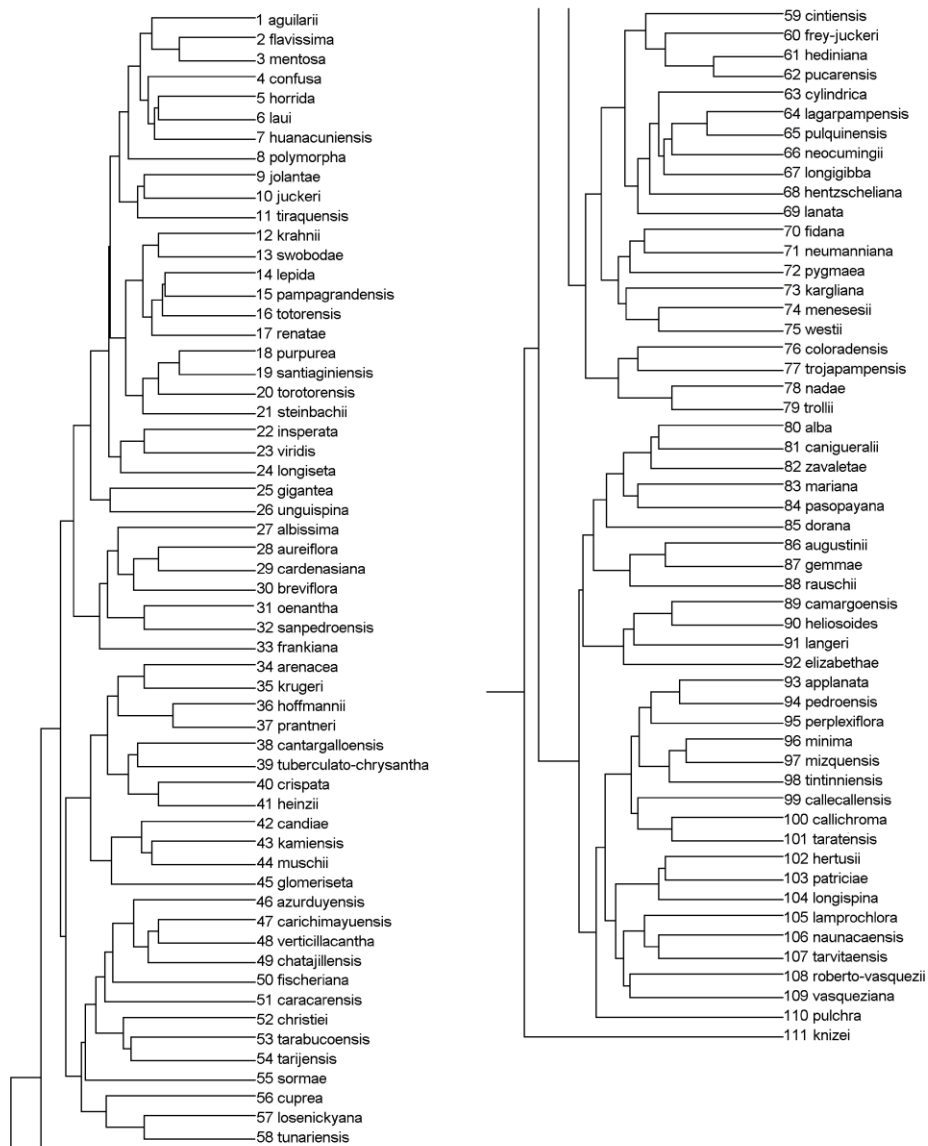 1 aguilarii
2 flavissima
3 mentosa
4 confusa
5 horrida
6 laui
7 huanacuniensis
8 polymorpha
9 jolantae
10 juckeri
11 tiraquensis
12 krahnii
13 swobodae
14 lepida
15 pampagrandensis
16 totorensis
17 renatae
18 purpurea
19 santiaginiensis
20 torotorensis
21 steinbachii
22 insperata
23 viridis
24 longiseta
25 gigantea
26 unguispina
27 albissima
28 aureiflora
29 cardenasiana
30 breviflora
31 oenantha
32 sanpedroensis
33 frankiana
34 arenacea
35 krugeri
36 hoffmannii
37 prantneri
38 cantargalloensis
39 tuberculato-chrysantha
40 crispata
41 heinzii
42 candiae
43 kamiensis
44 muschii
45 glomeriseta
46 azurduyensis
47 carichimayuensis
48 verticillacantha
49 chatajillensis
50 fischeriana
51 caracarensis
52 christiei
53 tarabucoensis
54 tarijensis
55 sormae
56 cuprea
57 losenickyana
58 tunariensis
59 cintiensis
60 frey-juckeri
61 hediniana
62 pucarensis
63 cylindrica
64 lagarpampensis
65 pulquinensis
66 neocumingii
67 longigibba
68 hentzscheliana
69 lanata
70 fidana
71 neumanniana
72 pygmaea
73 kargliana
74 menesesii
75 westii
76 coloradensis
77 trojapampensis
78 nadae
79 trollii
80 alba
81 canigueralii
82 zavaletae
83 mariana
84 pasopayana
85 dorana
86 augustinii
87 gemmae
88 rauschii
89 camargoensis
90 heliosoides
91 langeri
92 elizabethae
93 applanata
94 pedroensis
95 perplexiflora
96 minima
97 mizquensis
98 tintinniensis
99 callecallensis
100 callichroma
101 taratensis
102 hertusii
103 patriciae
104 longispina
105 lamprochlora
106 naunacaensis
107 tarvitaensis
108 roberto-vasquezii
109 vasqueziana
110 pulchra
111 knizei